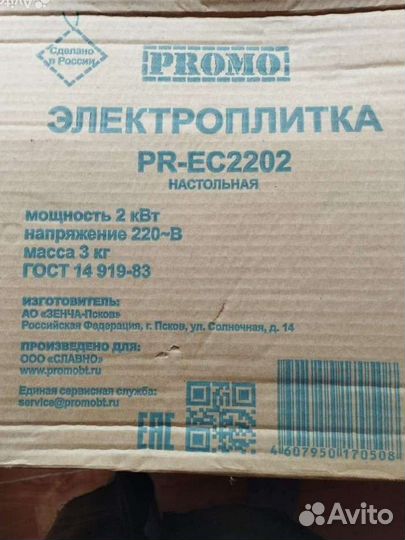 Сделано
в России
PROMO
ЭЛЕКТРОПЛИТКА
PR-EC2202
НАСТОЛЬНАЯ
мощность 2 кВт
напряжение 220~В
масса 3 кг
ГОСТ 14 919-83
ИЗГОТОВИТЕЛЬ:
АО «ЗЕНЧА-Псков»
Российская Федерация, г. Псков, ул. Солнечная, д. 14
ПРОИЗВЕДЕНО ДЛЯ:
ООО «СЛАВНО»
www.promobt.ru
Единая сервисная служба:
service@promobt.ru
EAC
4 607950 170508
Avito